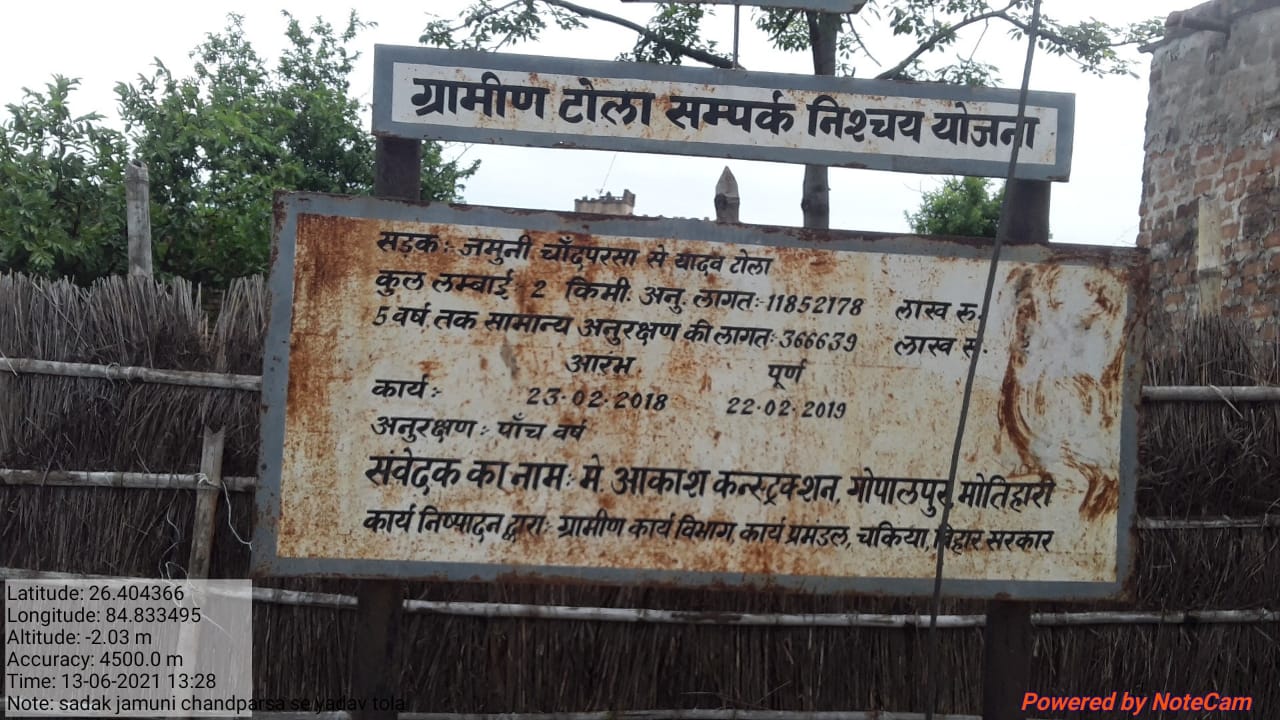 ग्रामीण टोला सम्पर्क निश्चय योजना
सड़क:- जमुनी चाँदपरसा से यादव टोला
कुल लम्बाई:- 2 किमी. अनु. लागत:-11852178 लाख रु.
5 वर्ष तक सामान्य अनुरक्षण की लागत:-366639 लाख रु.
आरंभ पूर्ण
कार्य:- 23.02.2018 22.02.2019
अनुरक्षण:- पाँच वर्ष
संवेदक का नाम:- मे. आकाश कन्स्ट्रक्शन, गोपालपुर, मोतिहारी
कार्य निष्पादन द्वारा:- ग्रामीण कार्य विभाग, कार्य प्रमंडल, चकिया, बिहार सरकार
Latitude: 26.404366
Longitude: 84.833495
Altitude: -2.03 m
Accuracy: 4500.0 m
Time: 13-06-2021 13:28
Note: sadak jamuni chandparsa se yadav tola
Powered by NoteCam